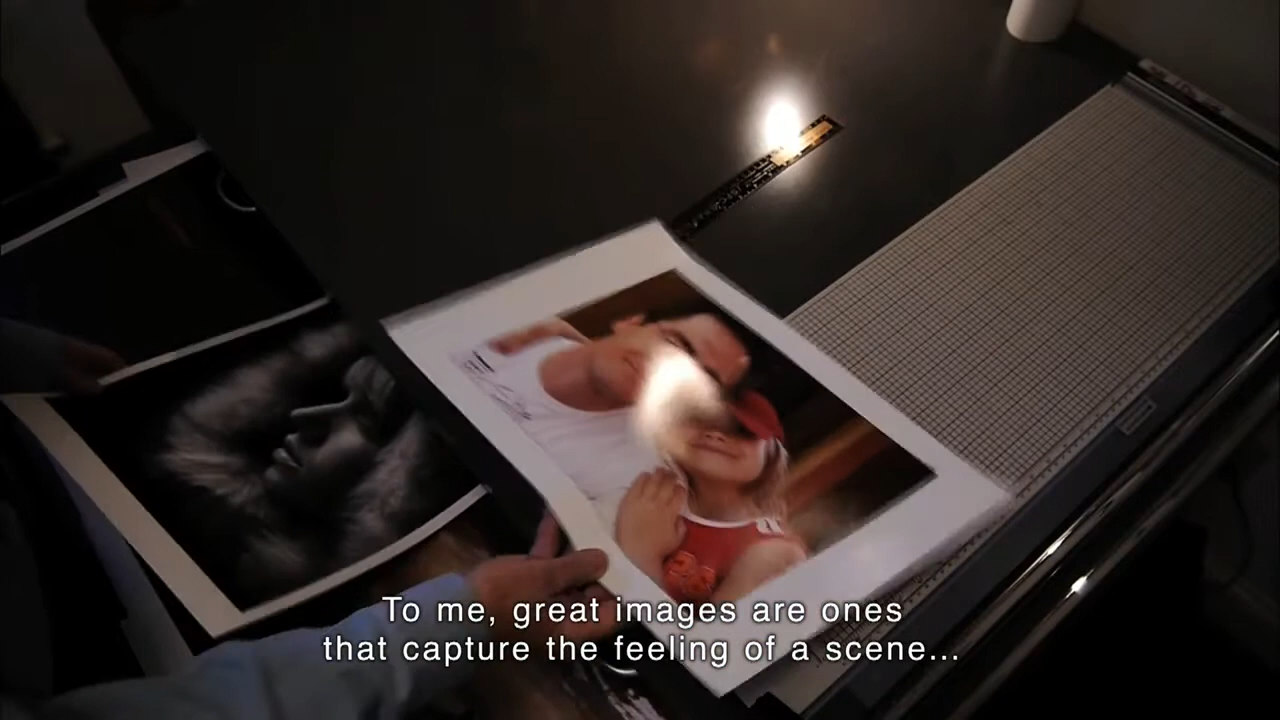 To me, great images are ones
that capture the feeling of a scene...